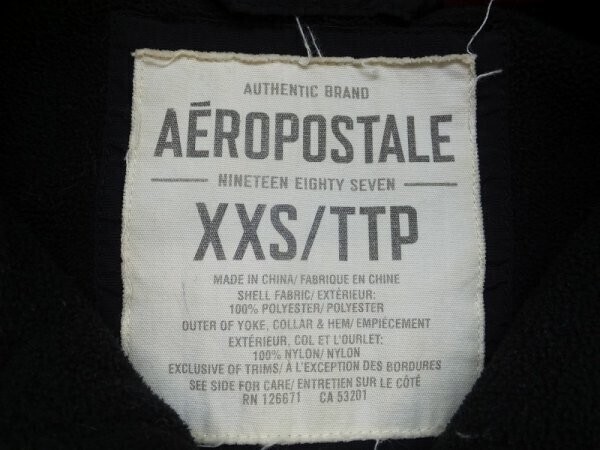 AUTHENTIC BRAND
AÉROPOSTALE
NINETEEN EIGHTY SEVEN
XXS/TTP
MADE IN CHINA/ FABRIQUE EN CHINE
SHELL FABRIC/ EXTÉRIEUR:
100% POLYESTER/ POLYESTER
OUTER OF YOKE, COLLAR & HEM/ EMPIÈCEMENT
EXTÉRIEUR, COL ET L'OURLET:
100% NYLON/ NYLON
EXCLUSIVE OF TRIMS/ À L'EXCEPTION DES BORDURES
SEE SIDE FOR CARE/ ENTRETIEN SUR LE CÔTÉ
RN 126671 CA 53201